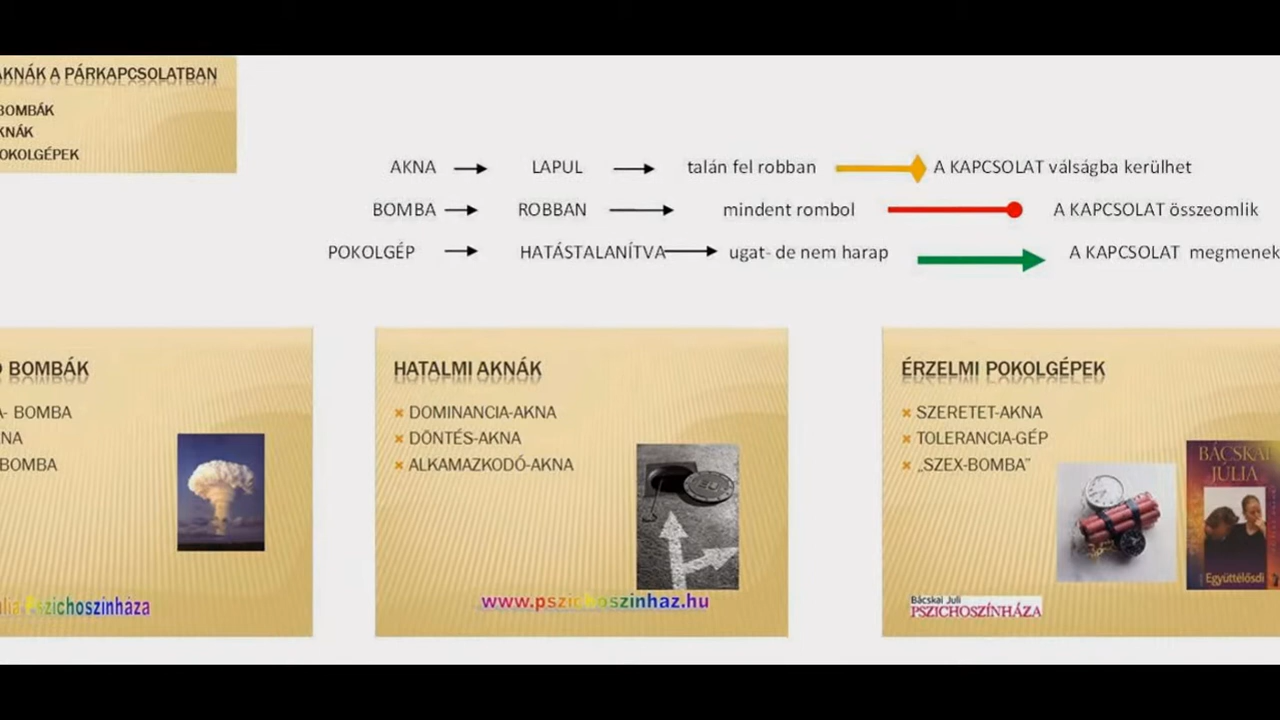 AKNÁK A PÁRKAPCSOLATBAN
BOMBÁK
AKNÁK
POKOLGÉPEK
AKNA LAPUL talán fel robban A KAPCSOLAT válságba kerülhet
BOMBA ROBBAN mindent rombol A KAPCSOLAT összeomlik
POKOLGÉP HATÁSTALANÍTVA ugat- de nem harap A KAPCSOLAT megmenek
BOMBÁK
A- BOMBA
NA
BOMBA
Pszichoszínháza
HATALMI AKNÁK
DOMINANCIA-AKNA
DÖNTÉS-AKNA
ALKAMAZKODÓ-AKNA
www.pszichoszinhaz.hu
ÉRZELMI POKOLGÉPEK
SZERETET-AKNA
TOLERANCIA-GÉP
„SZEX-BOMBA”
BÁCSKAI
JÚLIA
Együttélősdi
Bácskai Juli
PSZICHOSZÍNHÁZA